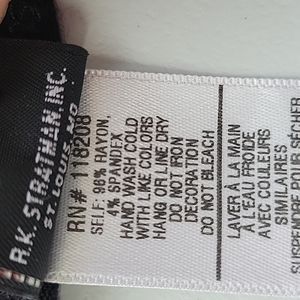 R.K. STRATMAN, INC.
ST. LOUIS, MO
RN# 118208
SELF: 96% RAYON,
4% SPANDEX
HAND WASH COLD
WITH LIKE COLORS
HANG OR LINE DRY
DO NOT IRON
DECORATION
DO NOT BLEACH
LAVER À LA MAIN
À L'EAU FROIDE
AVEC COULEURS
SIMILAIRES
SUSPENDRE POUR SÉCHER